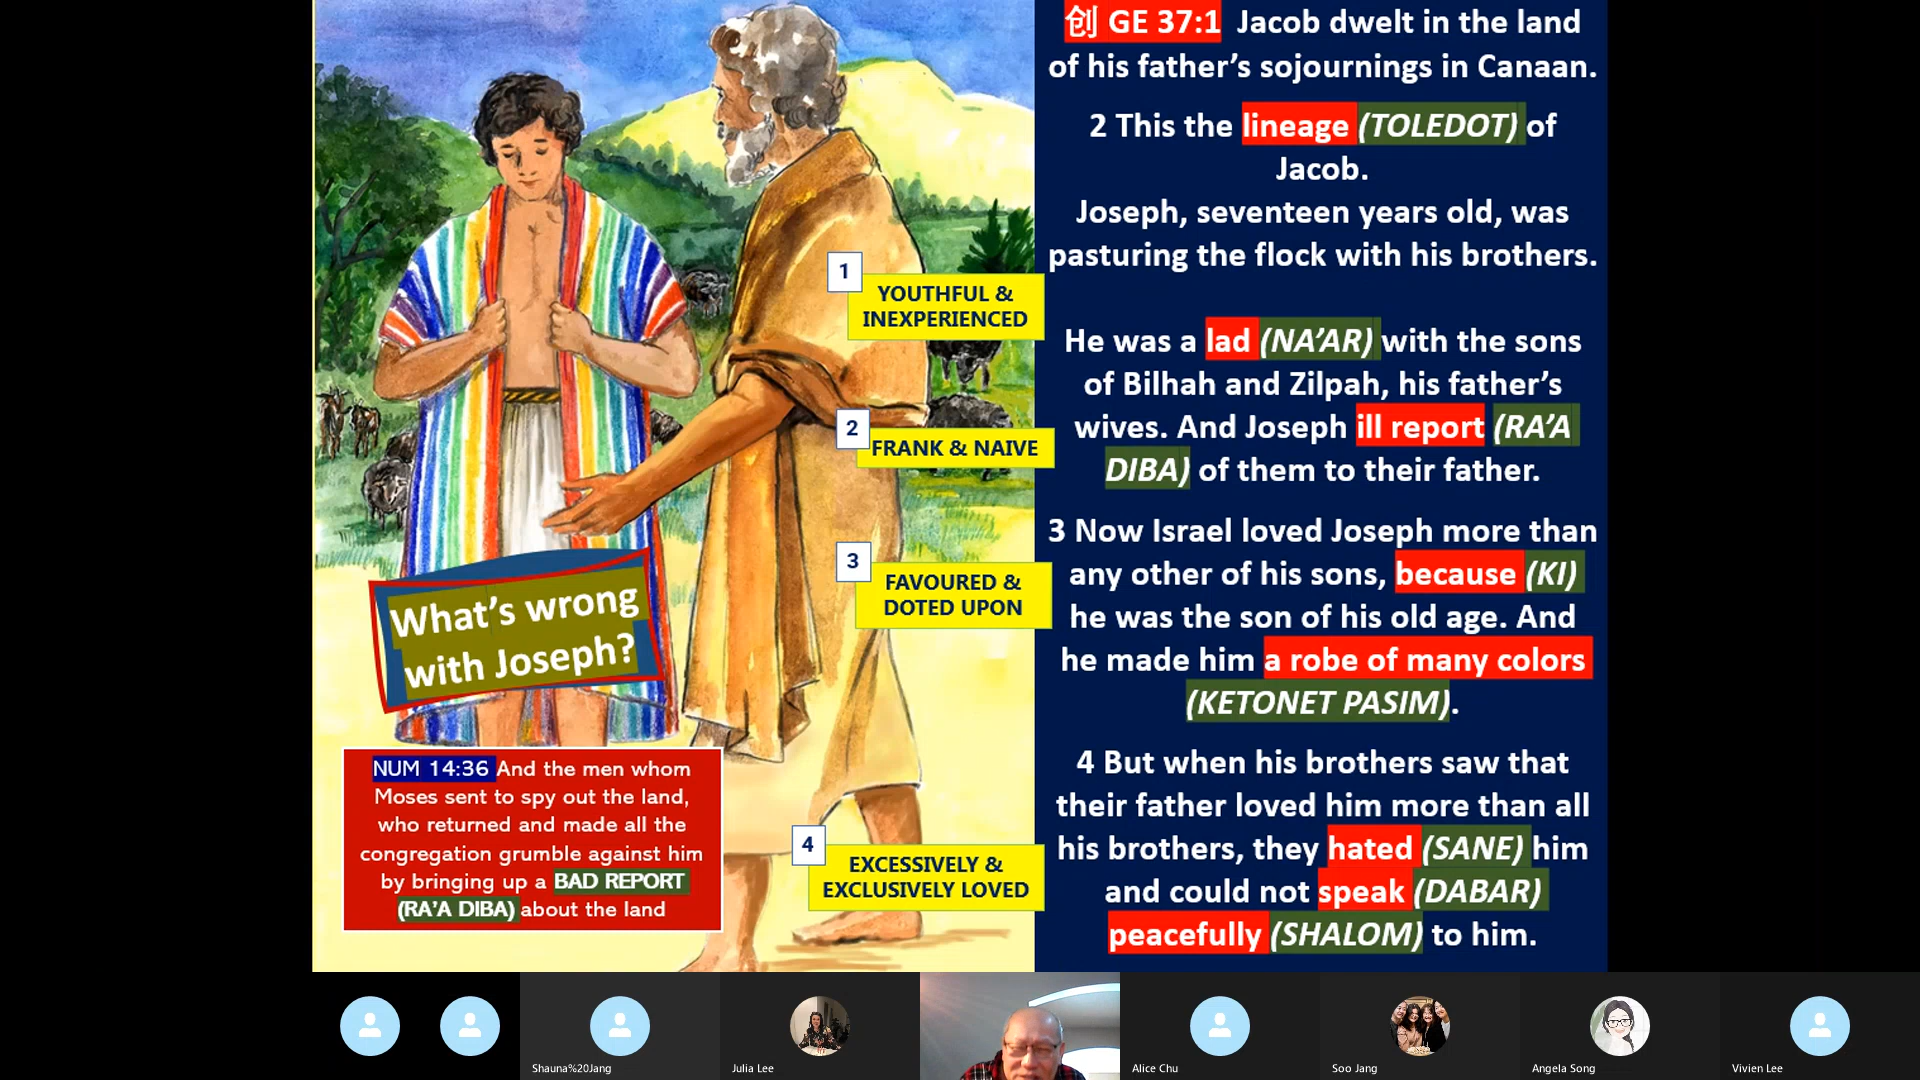 创 GE 37:1 Jacob dwelt in the land
of his father’s sojournings in Canaan.
2 This the lineage (TOLEDOT) of
Jacob.
Joseph, seventeen years old, was
pasturing the flock with his brothers.
He was a lad (NA’AR) with the sons
of Bilhah and Zilpah, his father’s
wives. And Joseph ill report (RA’A
DIBA) of them to their father.
3 Now Israel loved Joseph more than
any other of his sons, because (KI)
he was the son of his old age. And
he made him a robe of many colors
(KETONET PASIM).
4 But when his brothers saw that
their father loved him more than all
his brothers, they hated (SANE) him
and could not speak (DABAR)
peacefully (SHALOM) to him.
1
YOUTHFUL &
INEXPERIENCED
2
FRANK & NAIVE
3
FAVOURED &
DOTED UPON
4
EXCESSIVELY &
EXCLUSIVELY LOVED
What’s wrong
with Joseph?
NUM 14:36 And the men whom
Moses sent to spy out the land,
who returned and made all the
congregation grumble against him
by bringing up a BAD REPORT
(RA’A DIBA) about the land
Shauna%20Jang
Julia Lee
Alice Chu
Soo Jang
Angela Song
Vivien Lee